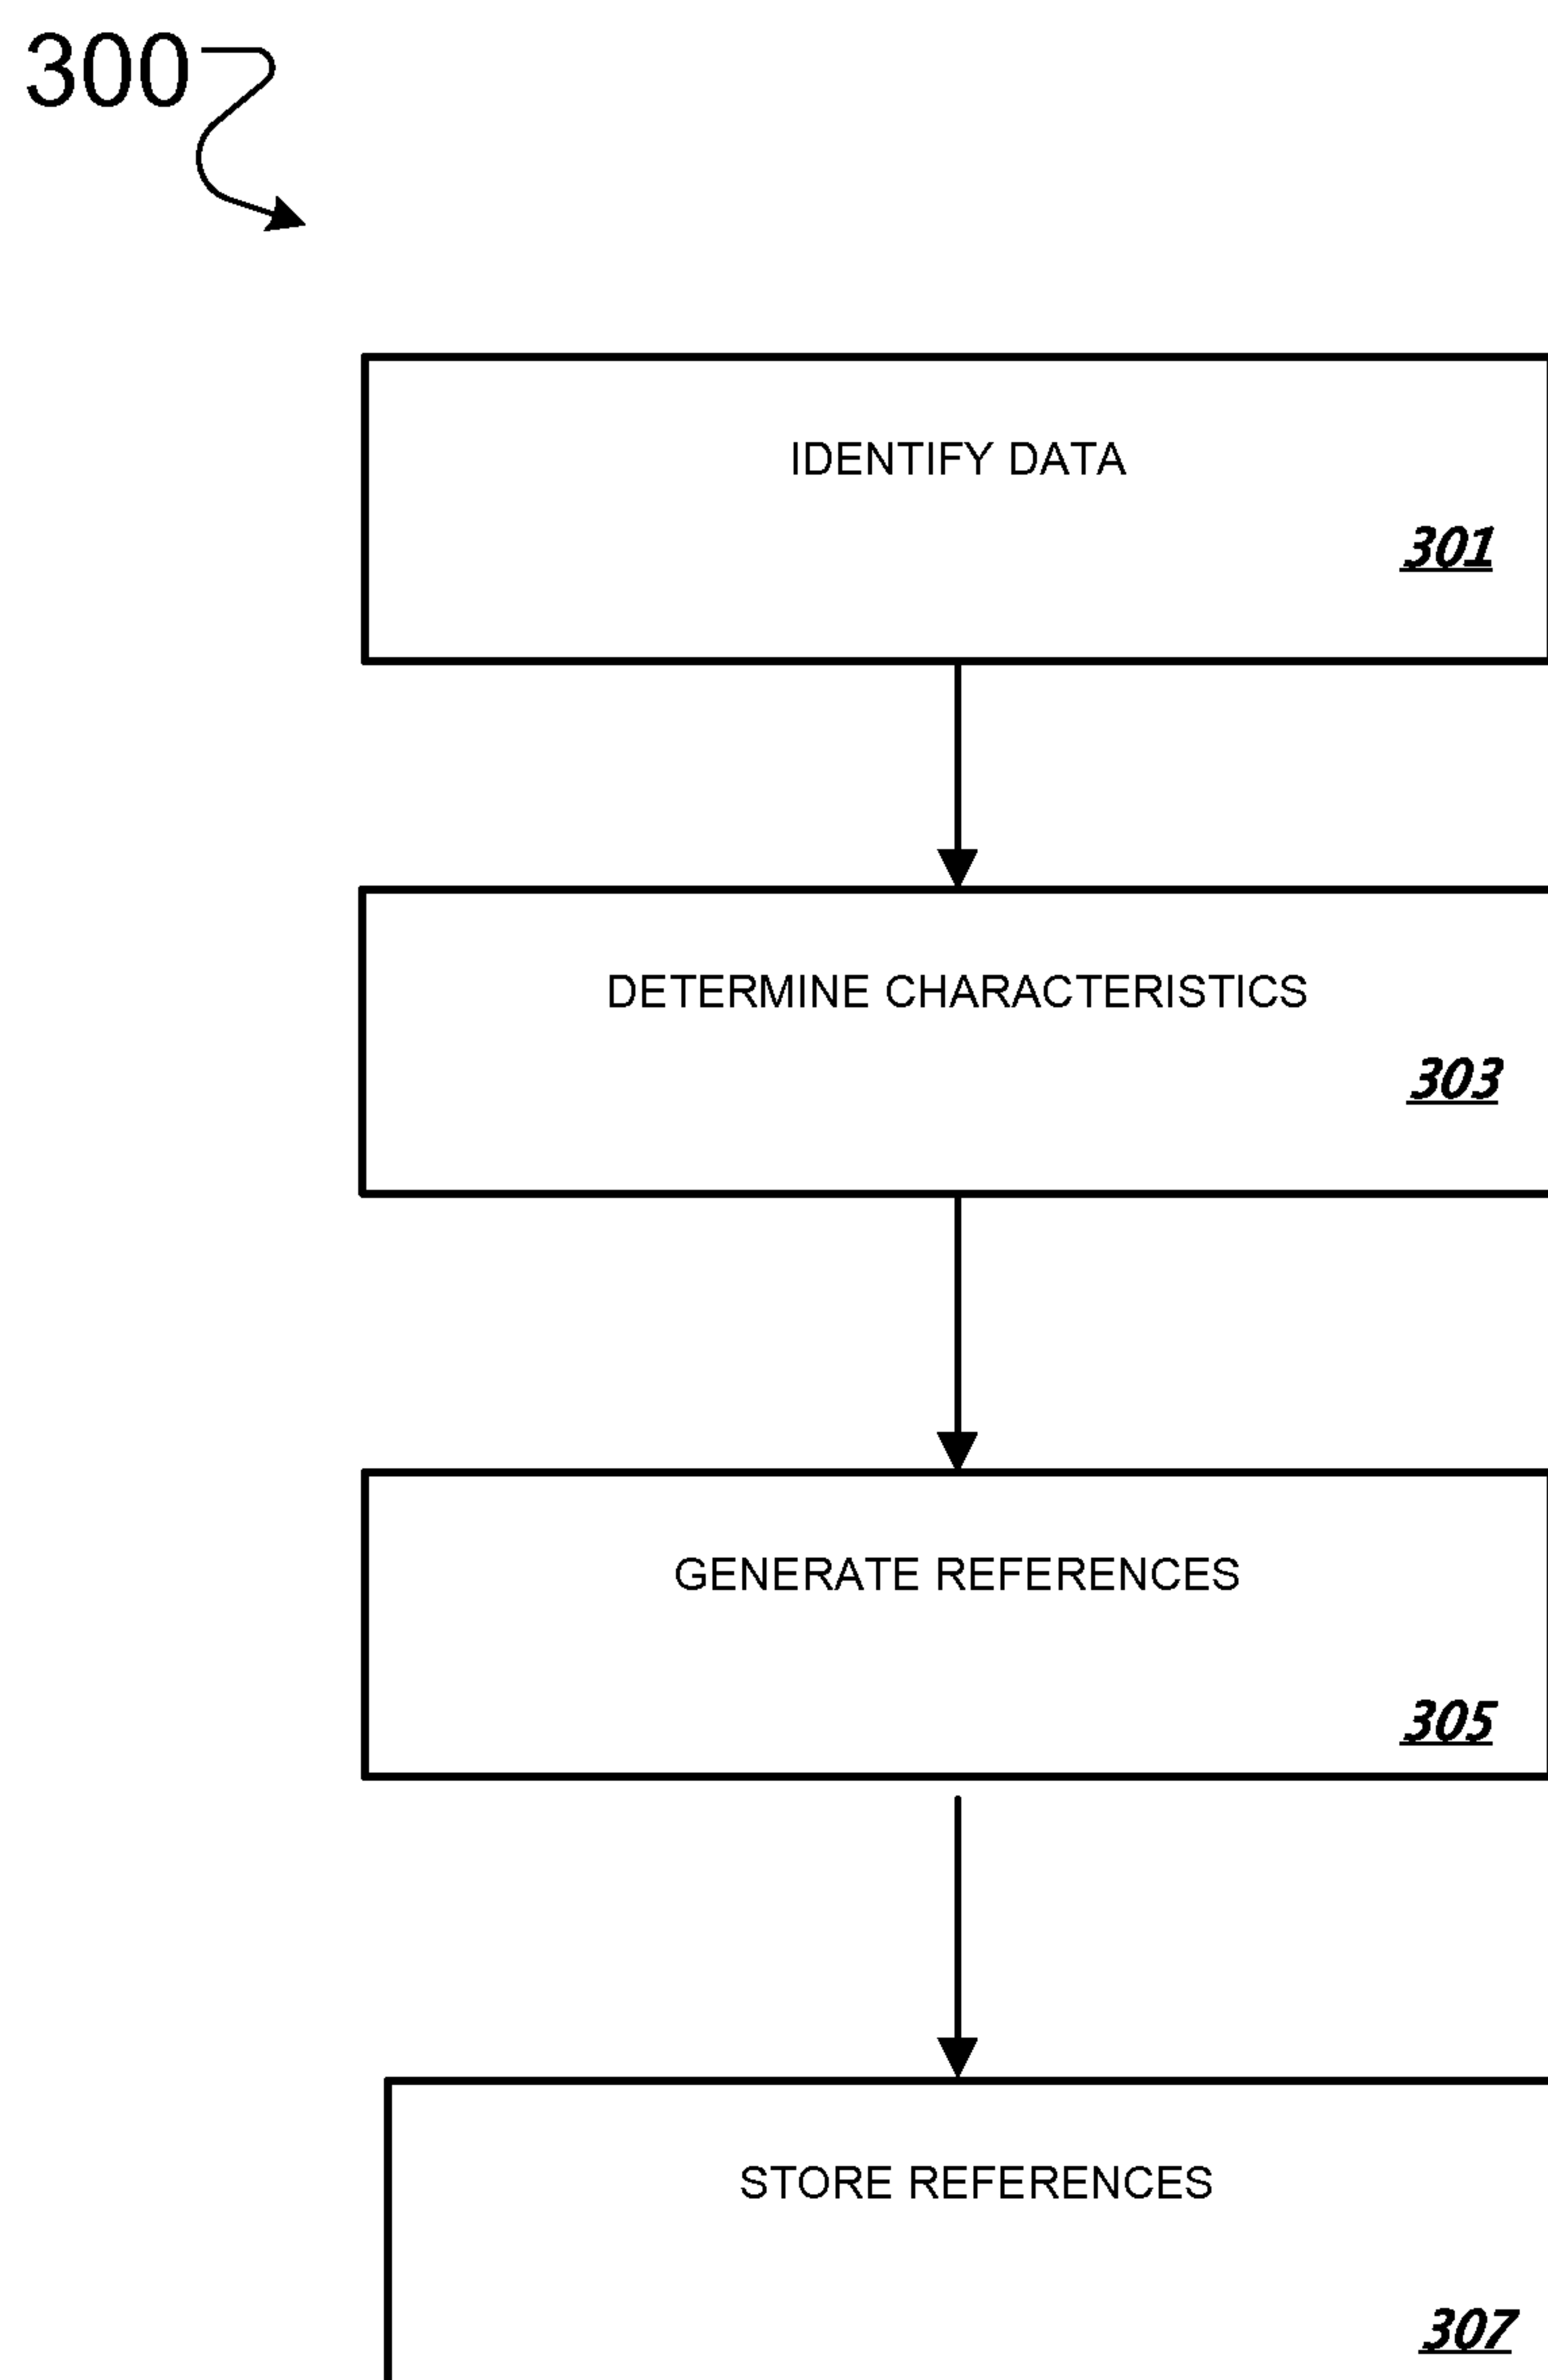 300
IDENTIFY DATA
301
DETERMINE CHARACTERISTICS
303
GENERATE REFERENCES
305
STORE REFERENCES
307